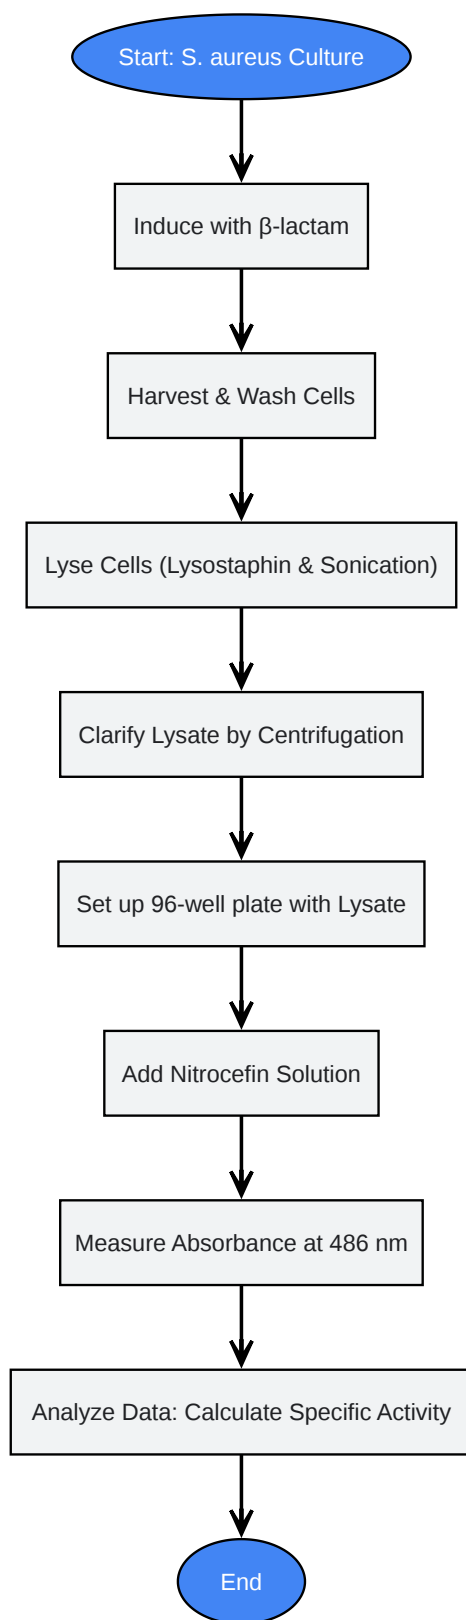 Start: S. aureus Culture
Induce with β-lactam
Harvest & Wash Cells
Lyse Cells (Lysostaphin & Sonication)
Clarify Lysate by Centrifugation
Set up 96-well plate with Lysate
Add Nitrocefin Solution
Measure Absorbance at 486 nm
Analyze Data: Calculate Specific Activity
End